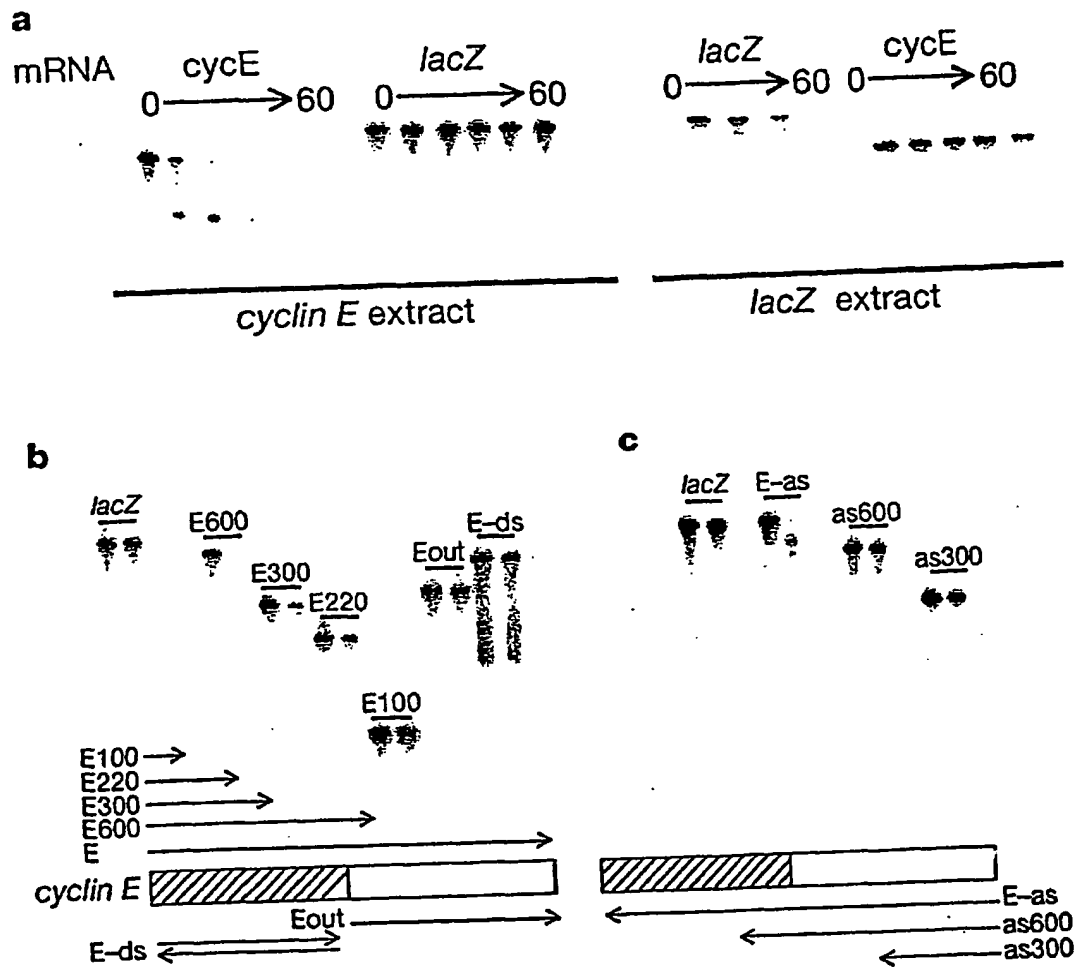 a
mRNA cycE lacZ lacZ cycE
0 60 0 60 0 60 0 60
cyclin E extract lacZ extract
b
c
lacZ E600 E300 E220 E100 Eout E-ds
lacZ E-as as600 as300
E100
E220
E300
E600
E
cyclin E
Eout
E-ds
E-as
as600
as300